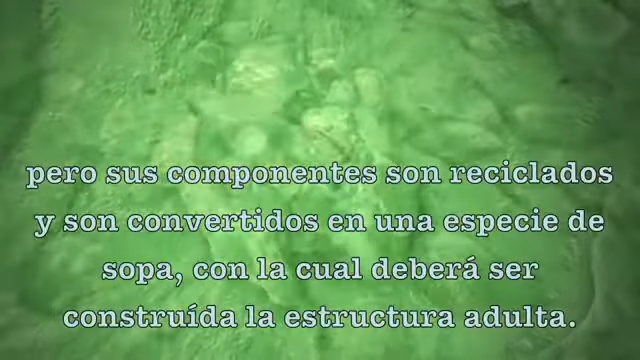 pero sus componentes son reciclados
y son convertidos en una especie de
sopa, con la cual deberá ser
construída la estructura adulta.